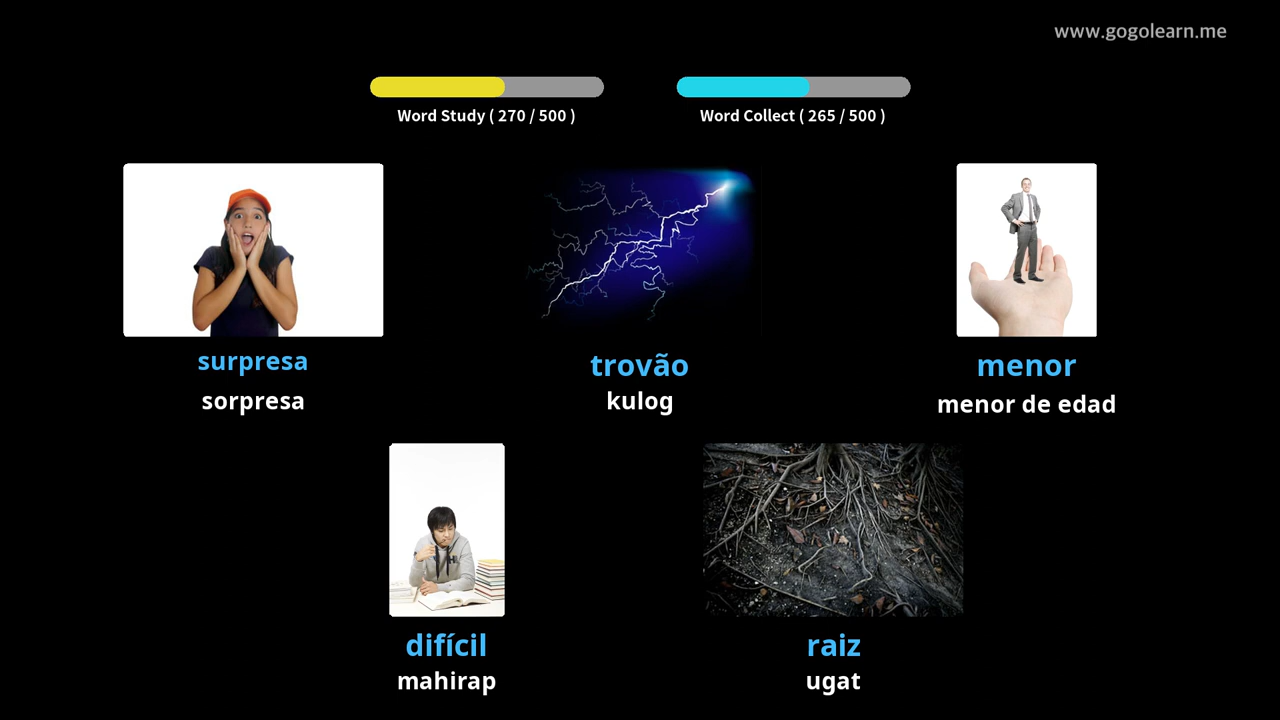 www.gogolearn.me
Word Study ( 270 / 500 )
Word Collect ( 265 / 500 )
surpresa
sorpresa
trovão
kulog
menor
menor de edad
difícil
mahirap
raiz
ugat